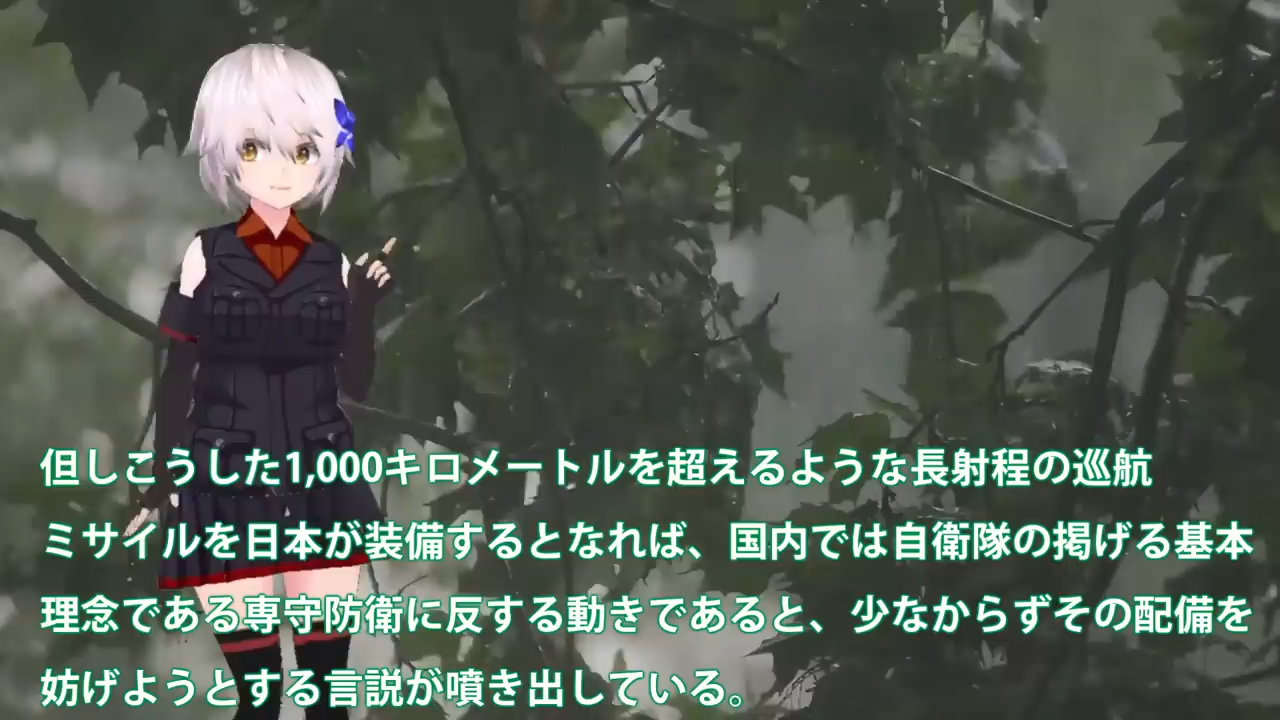 但しこうした1,000キロメートルを超えるような長射程の巡航
ミサイルを日本が装備するとなれば、国内では自衛隊の掲げる基本
理念である専守防衛に反する動きであると、少なからずその配備を
妨げようとする言説が噴き出している。